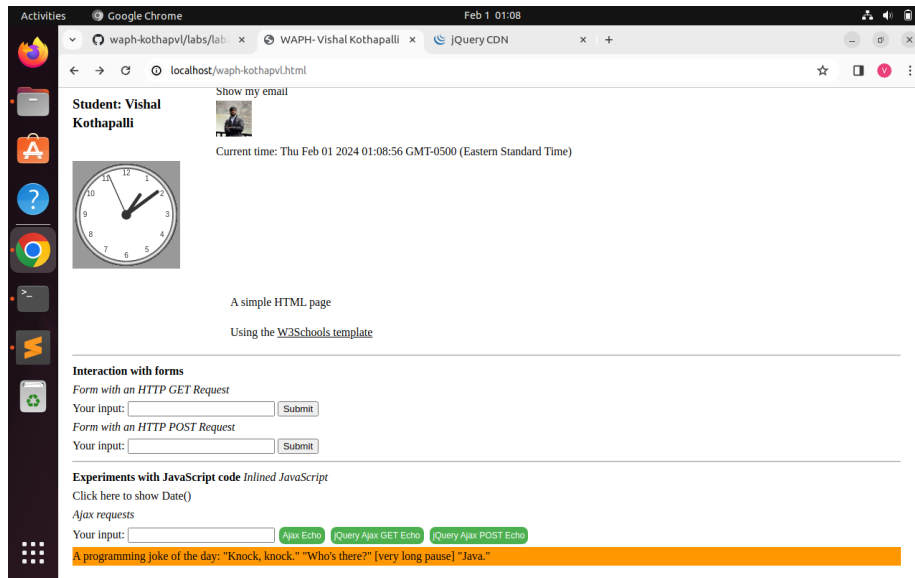 Activities Google Chrome Feb 1 01:08
waph-kothapvl/labs/lab WAPH- Vishal Kothapalli jQuery CDN
localhost/waph-kothapvl.html V
Student: Vishal
Kothapalli
Show my email
Current time: Thu Feb 01 2024 01:08:56 GMT-0500 (Eastern Standard Time)
12
11 1
10 2
9 3
8 4
7 5
6
A simple HTML page
Using the W3Schools template
Interaction with forms
Form with an HTTP GET Request
Your input: Submit
Form with an HTTP POST Request
Your input: Submit
Experiments with JavaScript code Inlined JavaScript
Click here to show Date()
Ajax requests
Your input: Ajax Echo jQuery Ajax GET Echo jQuery Ajax POST Echo
A programming joke of the day: "Knock, knock." "Who's there?" [very long pause] "Java."